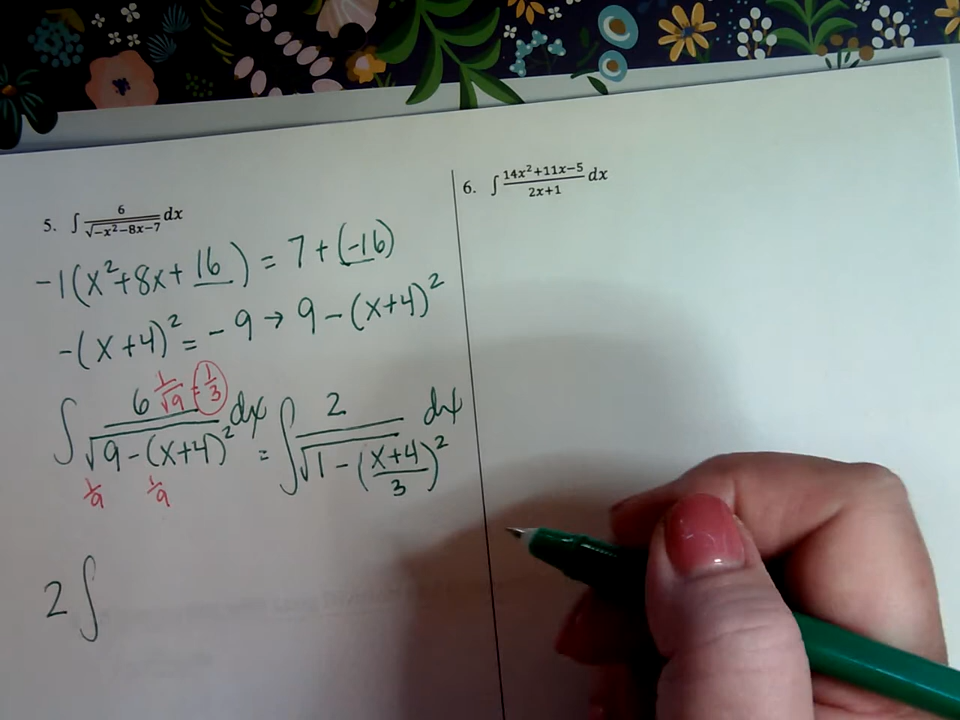 5. ∫ 6/√(-x²-8x-7) dx
-1(x²+8x+16) = 7+(-16)
-(x+4)² = -9 → 9-(x+4)²
∫ 6 1/√9 = 1/3 / √(9-(x+4)²) dx = ∫ 2/√(1-((x+4)/3)²) dx
1/9 1/9
2∫
6. ∫ (14x²+11x-5)/(2x+1) dx